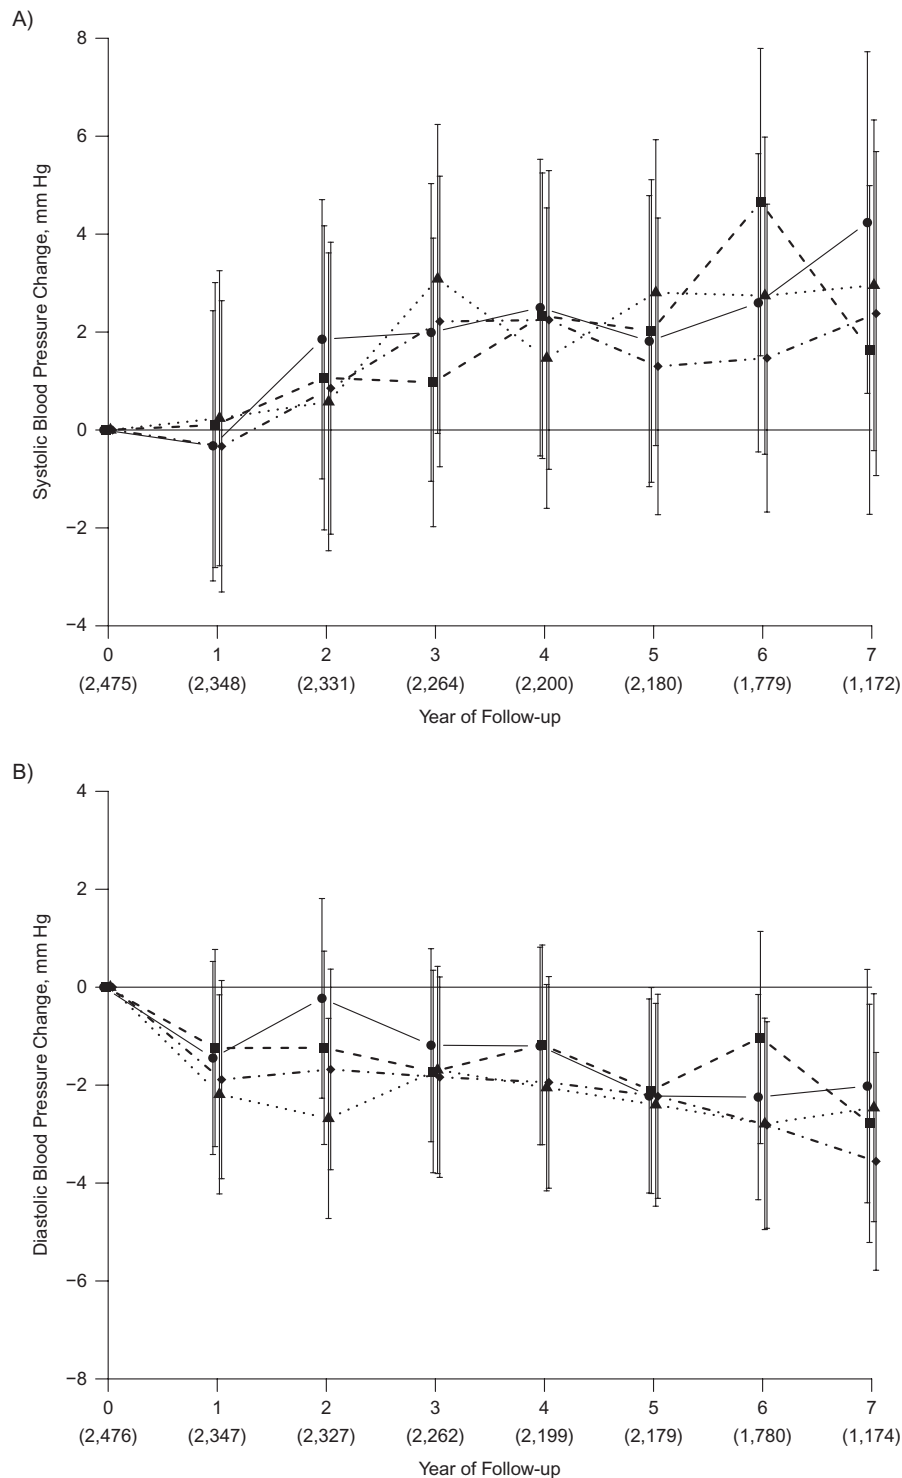 A)
8
6
4
2
0
−2
−4
Systolic Blood Pressure Change, mm Hg
0 1 2 3 4 5 6 7
(2,475) (2,348) (2,331) (2,264) (2,200) (2,180) (1,779) (1,172)
Year of Follow-up
B)
4
2
0
−2
−4
−6
−8
Diastolic Blood Pressure Change, mm Hg
0 1 2 3 4 5 6 7
(2,476) (2,347) (2,327) (2,262) (2,199) (2,179) (1,780) (1,174)
Year of Follow-up